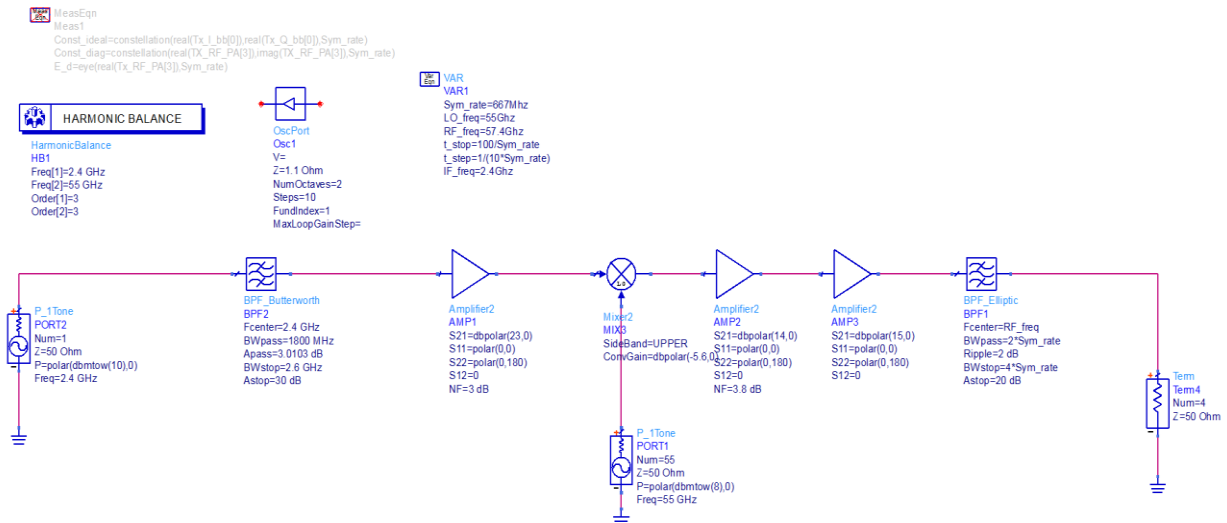 MeasEqn
Meas1
Const_ideal=constellation(real(Tx_I_bb[0]),real(Tx_Q_bb[0]),Sym_rate)
Const_diag=constellation(real(TX_RF_PA[3]),imag(TX_RF_PA[3]),Sym_rate)
E_d=eye(real(Tx_RF_PA[3]),Sym_rate)
Meas
Eqn
HARMONIC BALANCE
HarmonicBalance
HB1
Freq[1]=2.4 GHz
Freq[2]=55 GHz
Order[1]=3
Order[2]=3
OscPort
Osc1
V=
Z=1.1 Ohm
NumOctaves=2
Steps=10
FundIndex=1
MaxLoopGainStep=
Var
Eqn
VAR
VAR1
Sym_rate=667Mhz
LO_freq=55Ghz
RF_freq=57.4Ghz
t_stop=100/Sym_rate
t_step=1/(10*Sym_rate)
IF_freq=2.4Ghz
P_1Tone
PORT2
Num=1
Z=50 Ohm
P=polar(dbmtow(10),0)
Freq=2.4 GHz
BPF_Butterworth
BPF2
Fcenter=2.4 GHz
BWpass=1800 MHz
Apass=3.0103 dB
BWstop=2.6 GHz
Astop=30 dB
Amplifier2
AMP1
S21=dbpolar(23,0)
S11=polar(0,0)
S22=polar(0,180)
S12=0
NF=3 dB
Mixer2
MIX3
SideBand=UPPER
ConvGain=dbpolar(-5.6,0)
P_1Tone
PORT1
Num=55
Z=50 Ohm
P=polar(dbmtow(8),0)
Freq=55 GHz
Amplifier2
AMP2
S21=dbpolar(14,0)
S11=polar(0,0)
S22=polar(0,180)
S12=0
NF=3.8 dB
Amplifier2
AMP3
S21=dbpolar(15,0)
S11=polar(0,0)
S22=polar(0,180)
S12=0
BPF_Elliptic
BPF1
Fcenter=RF_freq
BWpass=2*Sym_rate
Ripple=2 dB
BWstop=4*Sym_rate
Astop=20 dB
Term
Term4
Num=4
Z=50 Ohm